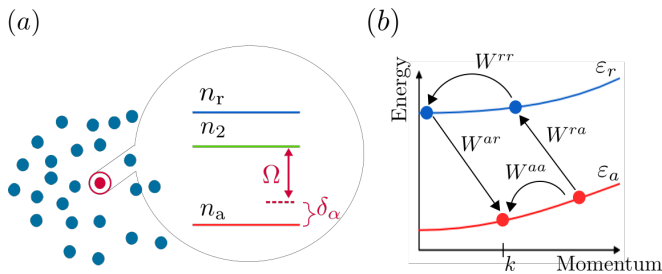 (a)
n_r
n_2
Ω
n_a
δ_α
(b)
Energy
W^{rr}
ε_r
W^{ar}
W^{ra}
W^{aa}
ε_a
k
Momentum